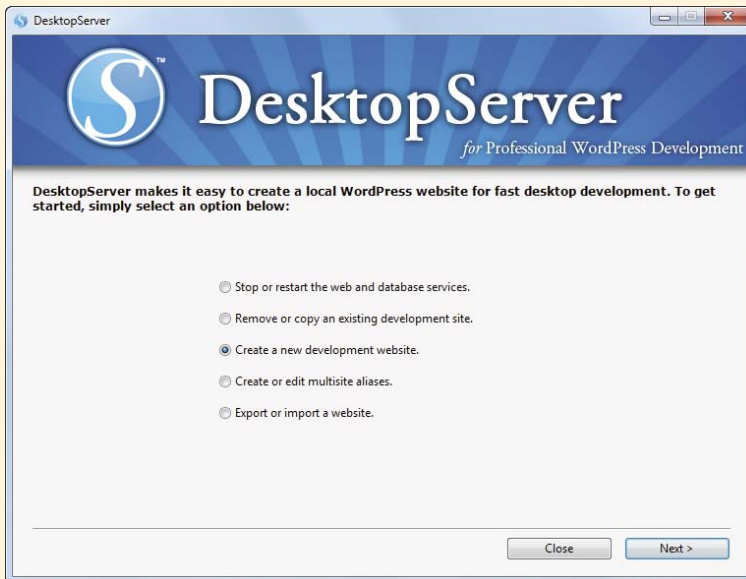 DesktopServer
S™
DesktopServer
for Professional WordPress Development
DesktopServer makes it easy to create a local WordPress website for fast desktop development. To get
started, simply select an option below:
Stop or restart the web and database services.
Remove or copy an existing development site.
Create a new development website.
Create or edit multisite aliases.
Export or import a website.
Close
Next >